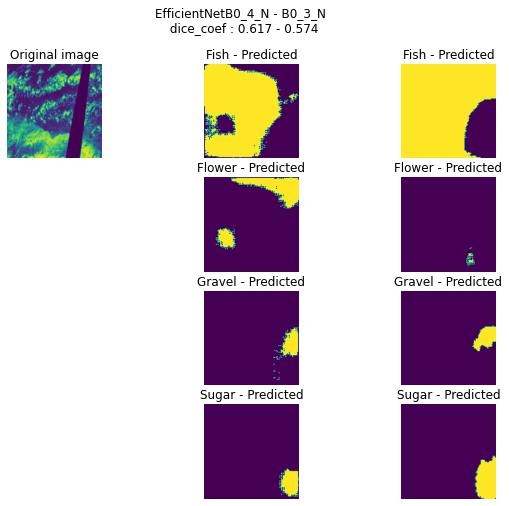 EfficientNetB0_4_N - B0_3_N
dice_coef : 0.617 - 0.574
Original image
Fish - Predicted
Fish - Predicted
Flower - Predicted
Flower - Predicted
Gravel - Predicted
Gravel - Predicted
Sugar - Predicted
Sugar - Predicted